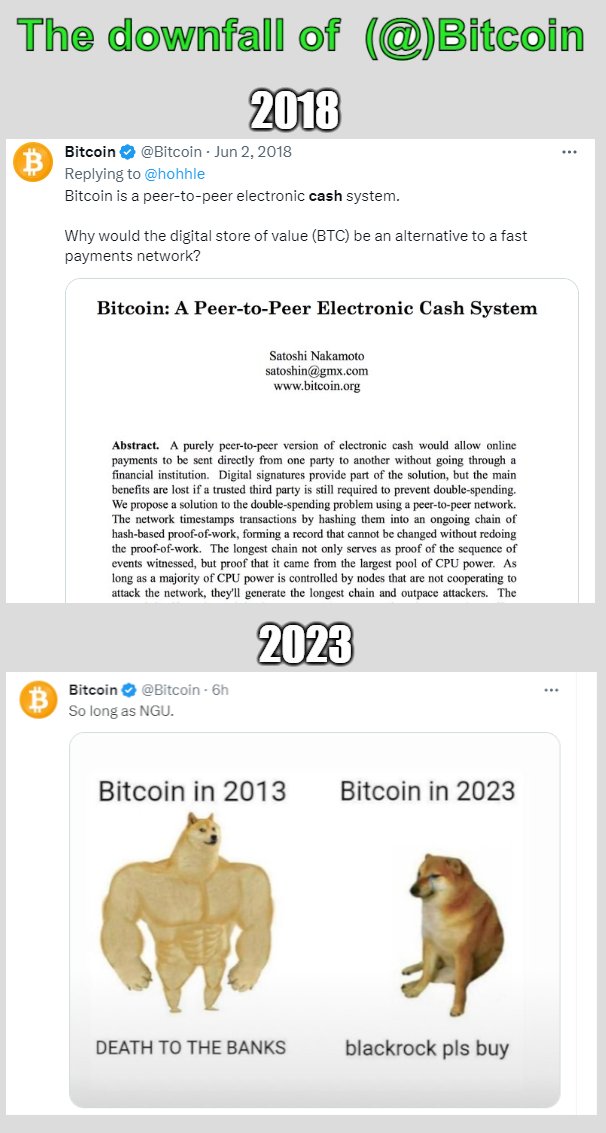 The downfall of (@)Bitcoin
2018
Bitcoin @Bitcoin · Jun 2, 2018
Replying to @hohhle
Bitcoin is a peer-to-peer electronic cash system.
Why would the digital store of value (BTC) be an alternative to a fast
payments network?
Bitcoin: A Peer-to-Peer Electronic Cash System
Satoshi Nakamoto
satoshin@gmx.com
www.bitcoin.org
Abstract. A purely peer-to-peer version of electronic cash would allow online
payments to be sent directly from one party to another without going through a
financial institution. Digital signatures provide part of the solution, but the main
benefits are lost if a trusted third party is still required to prevent double-spending.
We propose a solution to the double-spending problem using a peer-to-peer network.
The network timestamps transactions by hashing them into an ongoing chain of
hash-based proof-of-work, forming a record that cannot be changed without redoing
the proof-of-work. The longest chain not only serves as proof of the sequence of
events witnessed, but proof that it came from the largest pool of CPU power. As
long as a majority of CPU power is controlled by nodes that are not cooperating to
attack the network, they'll generate the longest chain and outpace attackers. The
2023
Bitcoin @Bitcoin · 6h
So long as NGU.
Bitcoin in 2013
Bitcoin in 2023
DEATH TO THE BANKS
blackrock pls buy